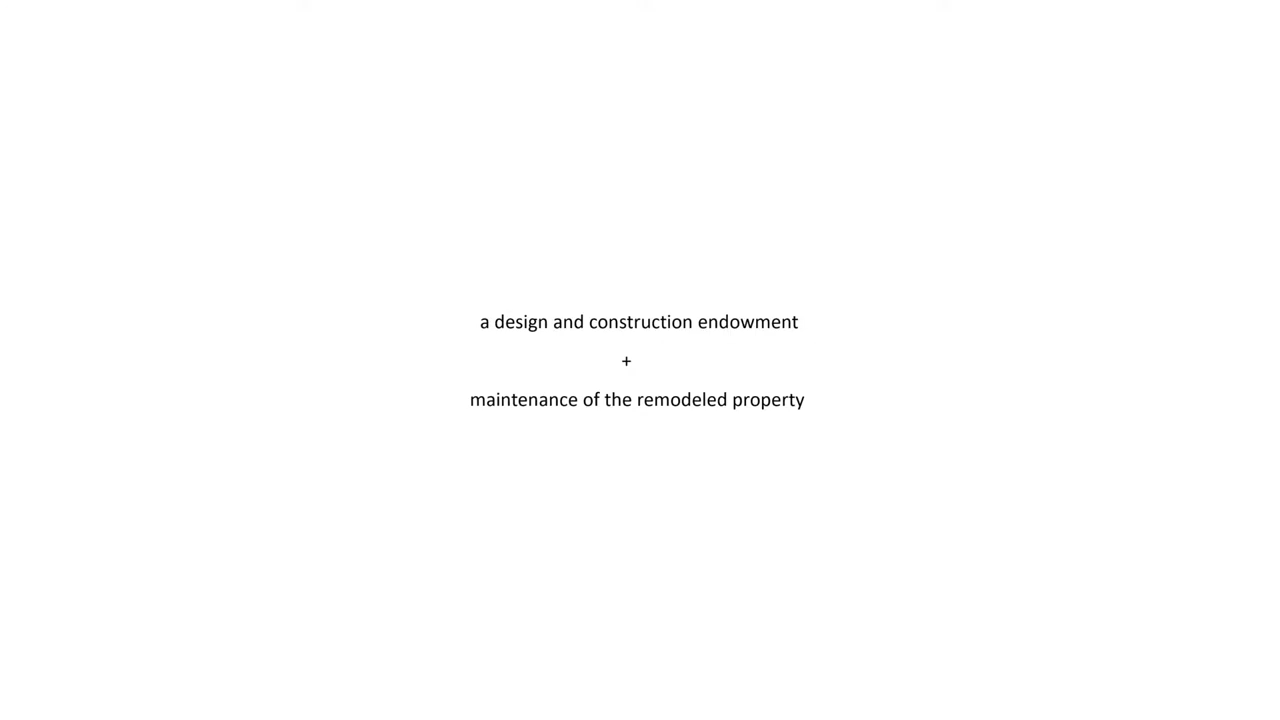 a design and construction endowment
+
maintenance of the remodeled property